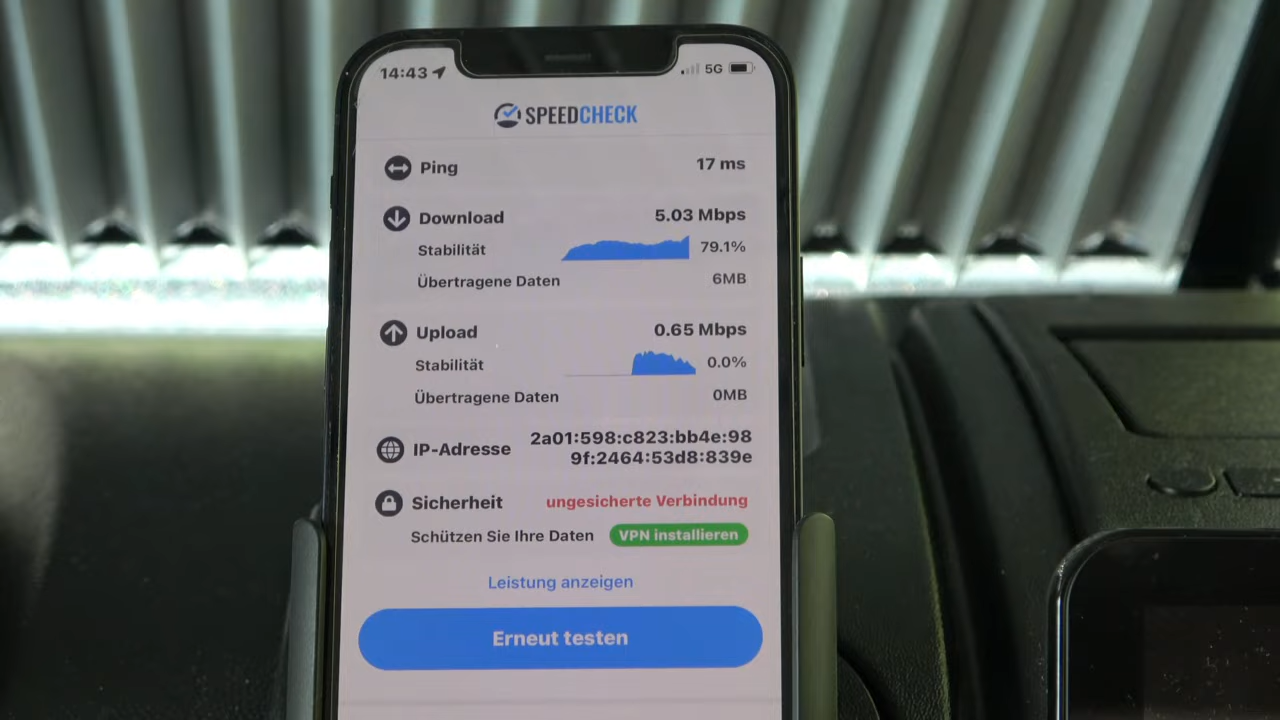 14:43 5G
SPEEDCHECK
Ping 17 ms
Download 5.03 Mbps
Stabilität 79.1%
Übertragene Daten 6MB
Upload 0.65 Mbps
Stabilität 0.0%
Übertragene Daten 0MB
IP-Adresse 2a01:598:c823:bb4e:98
9f:2464:53d8:839e
Sicherheit ungesicherte Verbindung
Schützen Sie Ihre Daten VPN installieren
Leistung anzeigen
Erneut testen